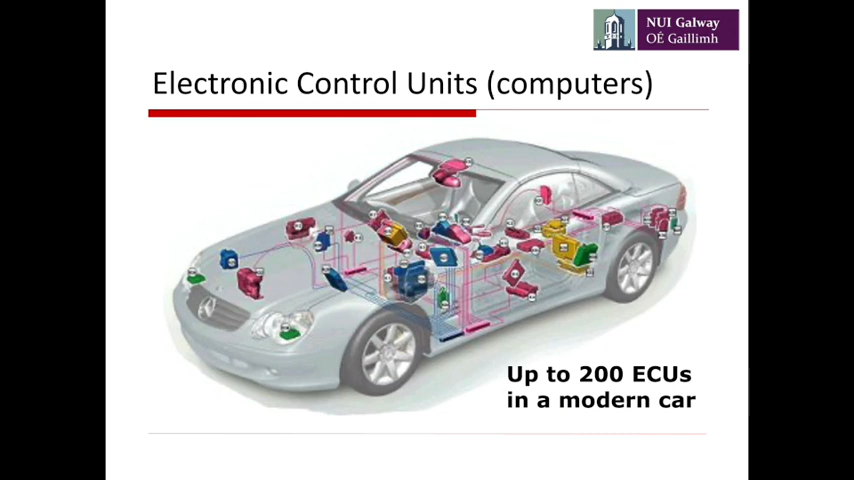 NUI Galway
OÉ Gaillimh
Electronic Control Units (computers)
Up to 200 ECUs
in a modern car